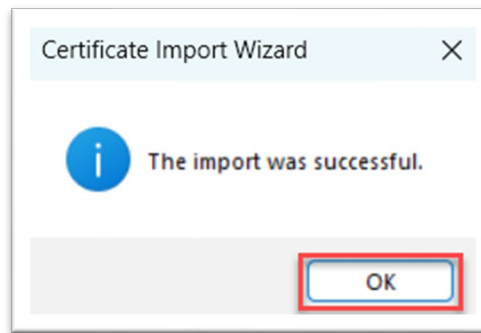 Certificate Import Wizard
The import was successful.
OK